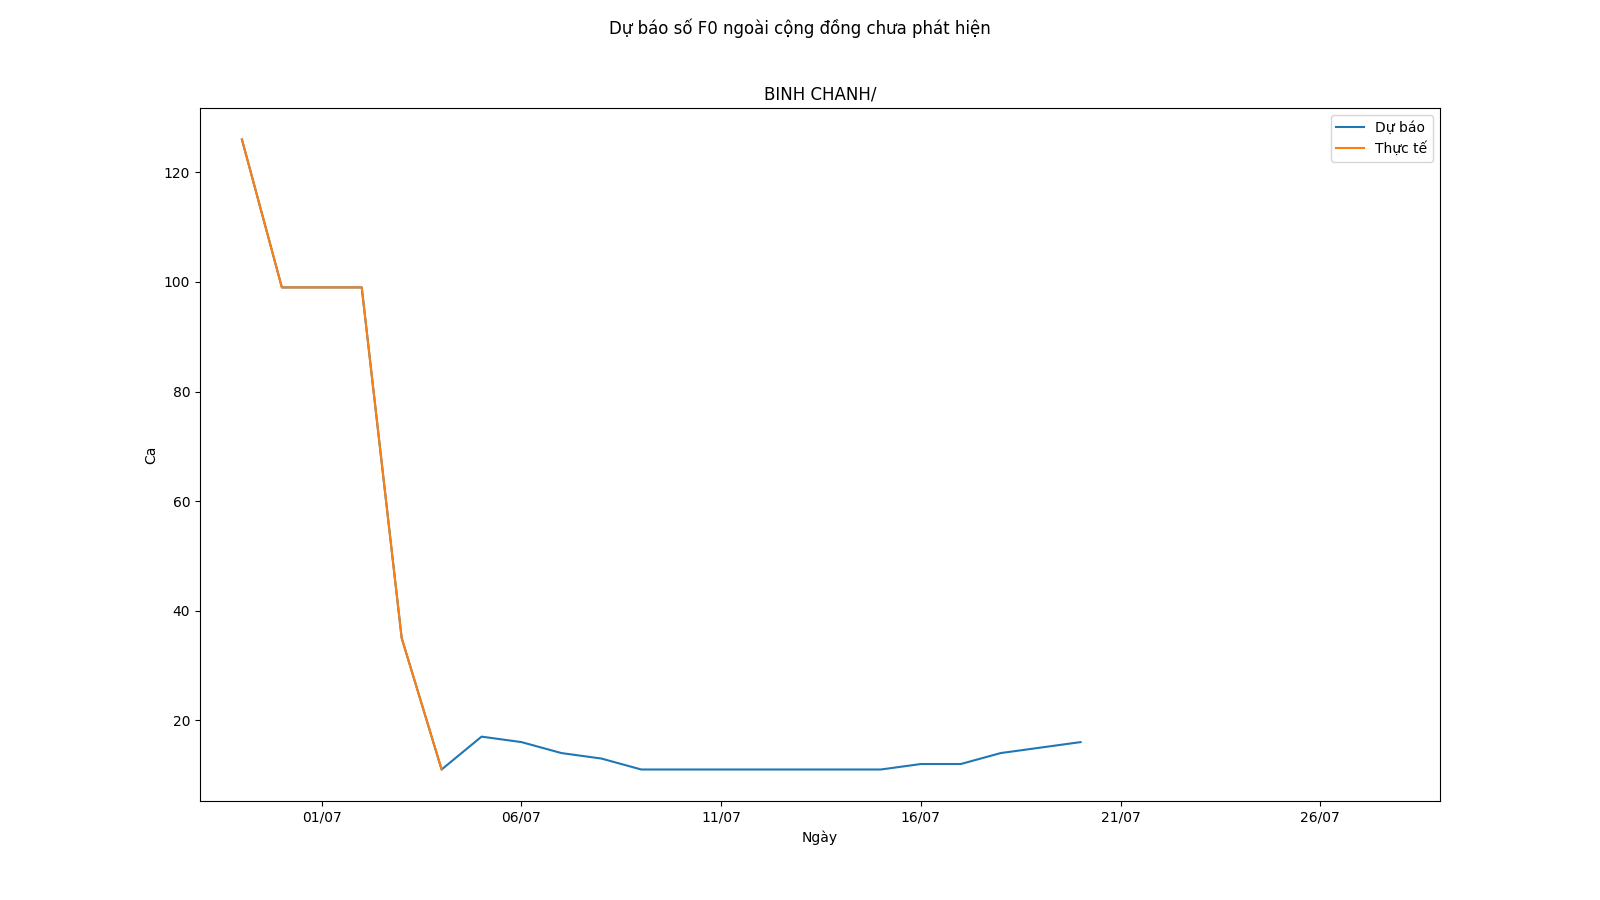 Dự báo số F0 ngoài cộng đồng chưa phát hiện
BINH CHANH/
Dự báo
Thực tế
120
100
80
60
40
20
Ca
01/07
06/07
11/07
16/07
21/07
26/07
Ngày